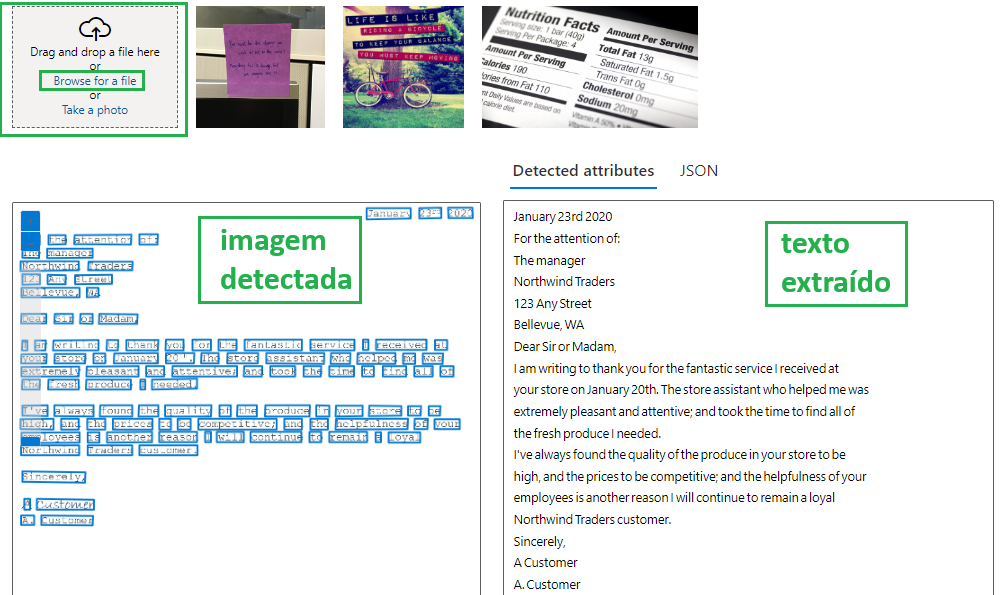 Drag and drop a file here
or
Browse for a file
or
Take a photo
LIFE IS LIKE
RIDING A BICYCLE
TO KEEP YOUR BALANCE
YOU MUST KEEP MOVING
Nutrition Facts
Serving size: 1 bar (40g)
Serving Per Package: 4
Amount Per Serving
Calories 190
Calories from Fat 110
nt Daily Values are based on
calorie diet.
Amount Per Serving
Total Fat 13g
Saturated Fat 1.5g
Trans Fat 0g
Cholesterol 0mg
Sodium 20mg
Vitamin A 50%
Detected attributes JSON
January 23rd 202
the attention of:
manager
Northwind Traders
123 Any Street
Bellevue, WA
Dear Sir or Madam,
I am writing to thank you for the fantastic service I received at
your store on January 20th. The store assistant who helped me was
extremely pleasant and attentive; and took the time to find all of
the fresh produce I needed.
I've always found the quality of the produce in your store to be
high, and the prices to be competitive; and the helpfulness of your
employees is another reason I will continue to remain a loyal
Northwind Traders customer.
Sincerely,
A Customer
A. Customer
imagem
detectada
January 23rd 2020
For the attention of:
The manager
Northwind Traders
123 Any Street
Bellevue, WA
Dear Sir or Madam,
I am writing to thank you for the fantastic service I received at
your store on January 20th. The store assistant who helped me was
extremely pleasant and attentive; and took the time to find all of
the fresh produce I needed.
I've always found the quality of the produce in your store to be
high, and the prices to be competitive; and the helpfulness of your
employees is another reason I will continue to remain a loyal
Northwind Traders customer.
Sincerely,
A Customer
A. Customer
texto
extraído